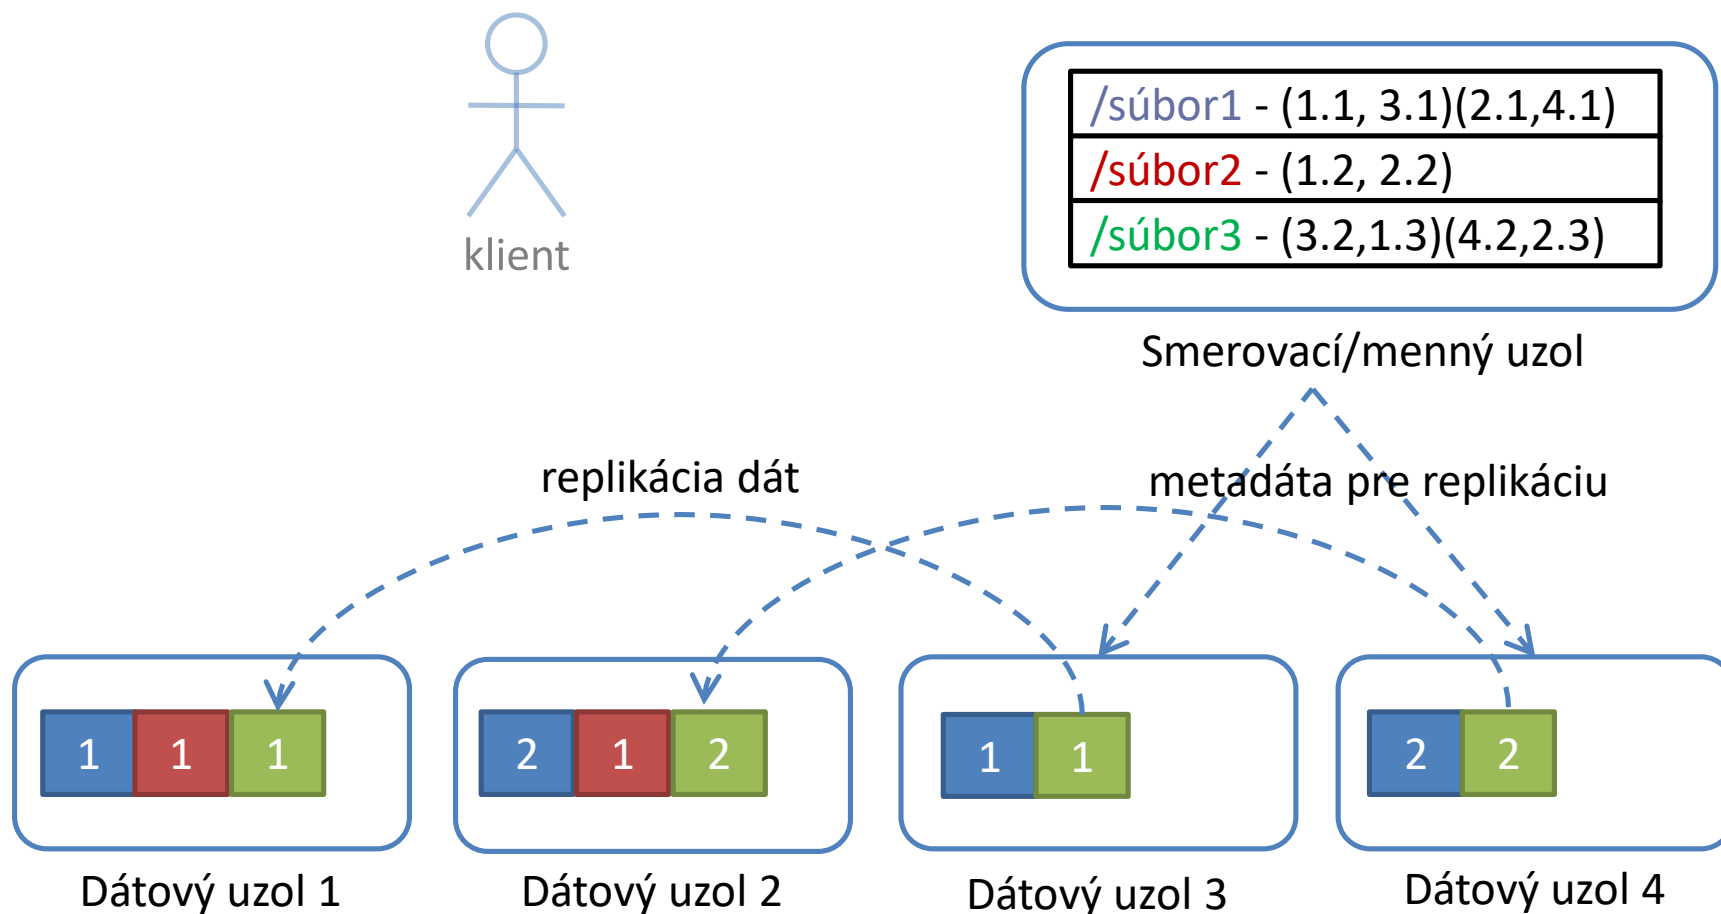 klient
/súbor1 - (1.1, 3.1)(2.1,4.1)
/súbor2 - (1.2, 2.2)
/súbor3 - (3.2,1.3)(4.2,2.3)
Smerovací/menný uzol
replikácia dát
metadáta pre replikáciu
1 1 1
2 1 2
1 1
2 2
Dátový uzol 1
Dátový uzol 2
Dátový uzol 3
Dátový uzol 4